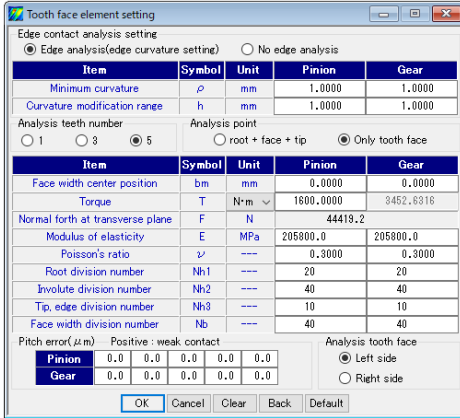 Tooth face element setting
Edge contact analysis setting
Edge analysis(edge curvature setting) No edge analysis
Item Symbol Unit Pinion Gear
Minimum curvature ρ mm 1.0000 1.0000
Curvature modification range h mm 1.0000 1.0000
Analysis teeth number Analysis point
1 3 5 root + face + tip Only tooth face
Item Symbol Unit Pinion Gear
Face width center position bm mm 0.0000 0.0000
Torque T N・m 1600.0000 3452.6316
Normal forth at transverse plane F N 44419.2
Modulus of elasticity E MPa 205800.0 205800.0
Poisson's ratio ν --- 0.3000 0.3000
Root division number Nh1 --- 20 20
Involute division number Nh2 --- 40 40
Tip, edge division number Nh3 --- 10 10
Face width division number Nb --- 40 40
Pitch error(μm) Positive : weak contact Analysis tooth face
Pinion 0.0 0.0 0.0 0.0 0.0 Left side
Gear 0.0 0.0 0.0 0.0 0.0 Right side
OK Cancel Clear Back Default